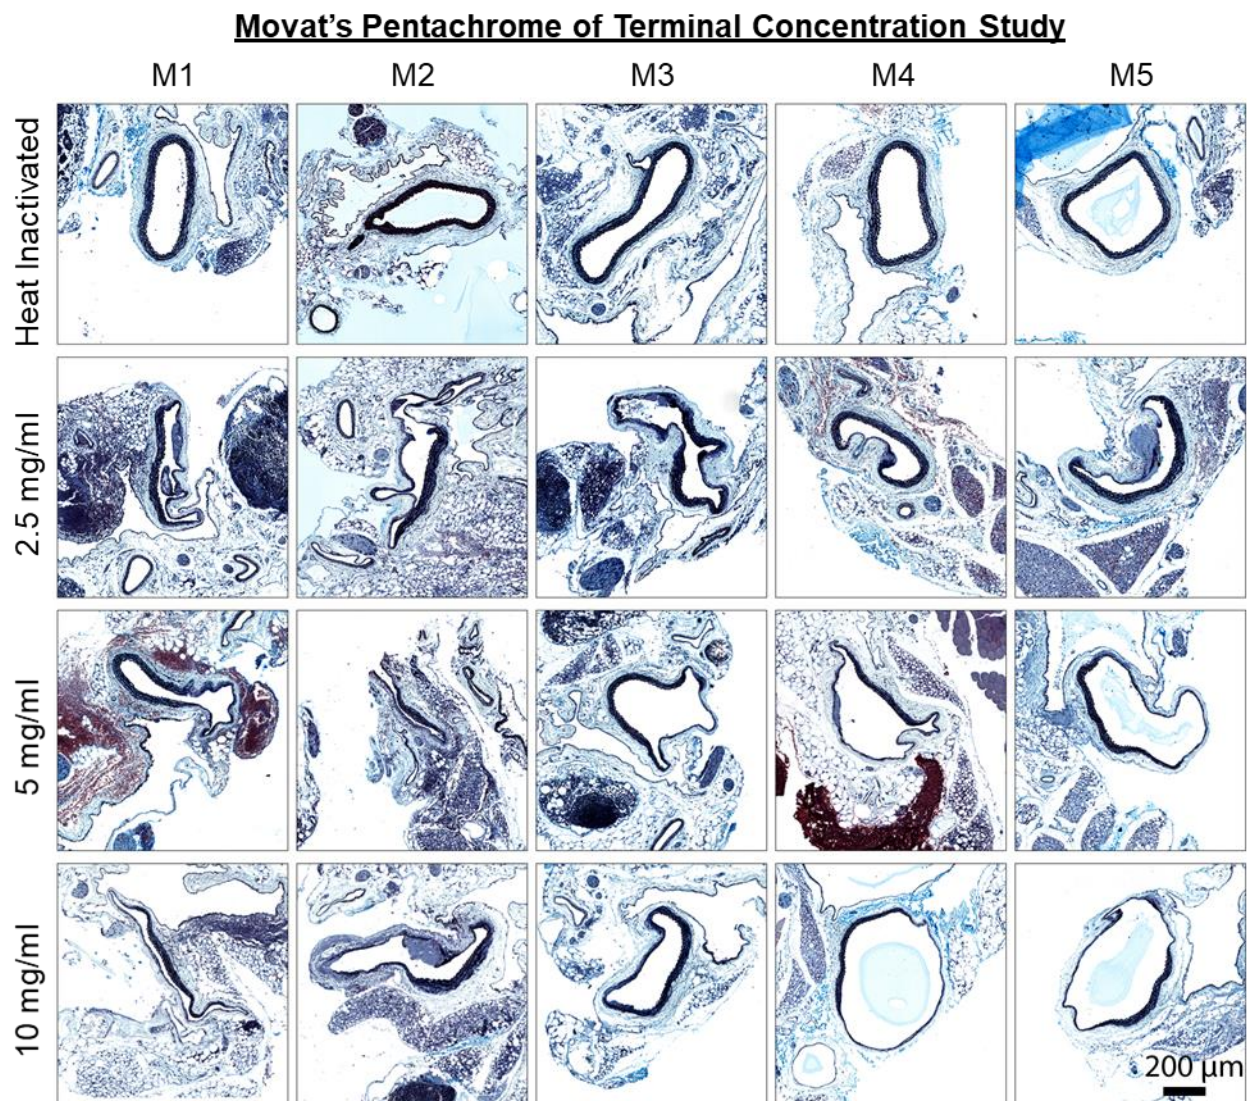 Movat's Pentachrome of Terminal Concentration Study
M1 M2 M3 M4 M5
Heat Inactivated
2.5 mg/ml
5 mg/ml
10 mg/ml
200 μm